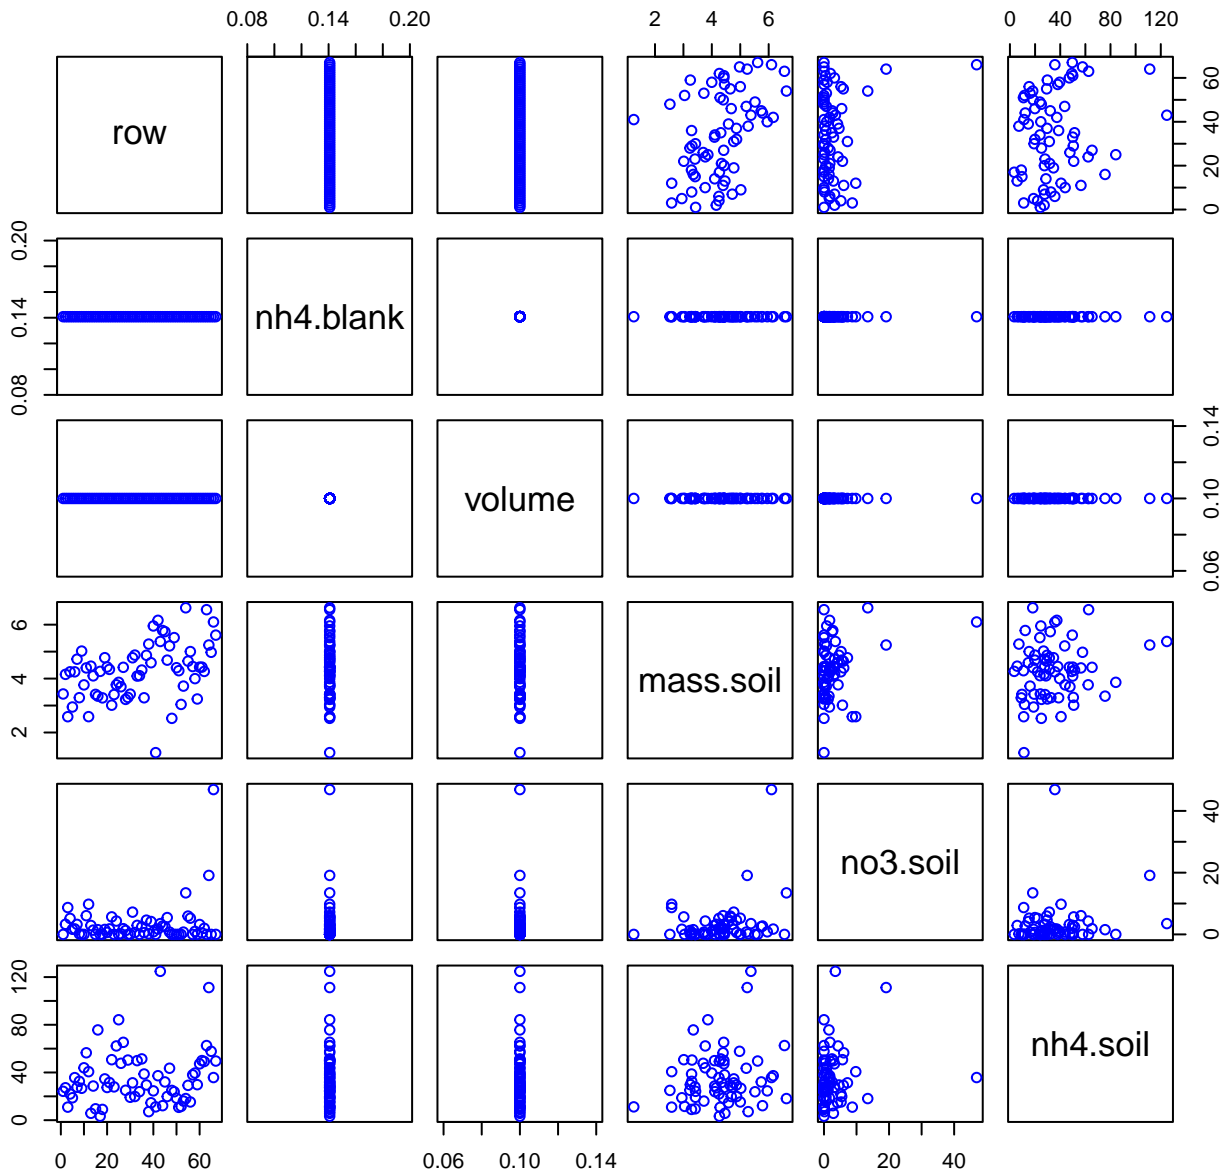 0.08 0.14 0.20 2 4 6 0 40 80 120
row 0 20 40 60
0.08 0.14 0.20 nh4.blank
volume 0.06 0.10 0.14
2 4 6 mass.soil
no3.soil 0 20 40
0 40 80 120 nh4.soil
0 20 40 60 0.06 0.10 0.14 0 20 40